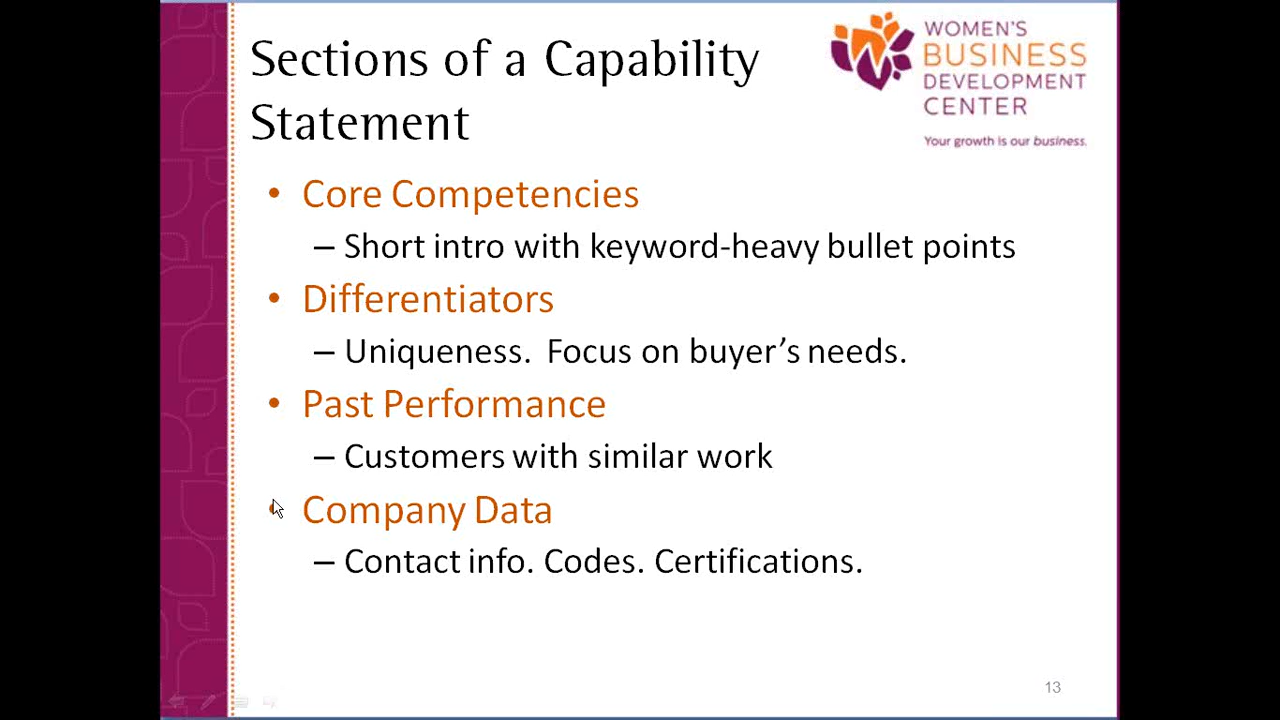 Sections of a Capability
Statement
WOMEN'S
BUSINESS
DEVELOPMENT
CENTER
Your growth is our business.
• Core Competencies
– Short intro with keyword-heavy bullet points
• Differentiators
– Uniqueness.  Focus on buyer’s needs.
• Past Performance
– Customers with similar work
• Company Data
– Contact info. Codes. Certifications.
13